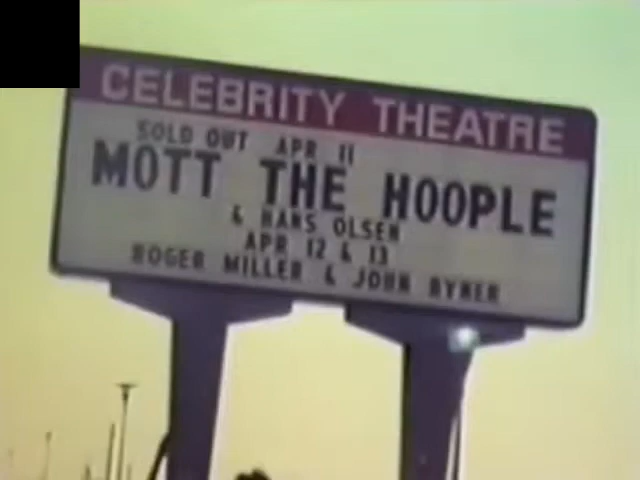 CELEBRITY THEATRE
SOLD OUT APR 11
MOTT THE HOOPLE
& HANS OLSEN
APR 12 & 13
ROGER MILLER & JOHN BYNER